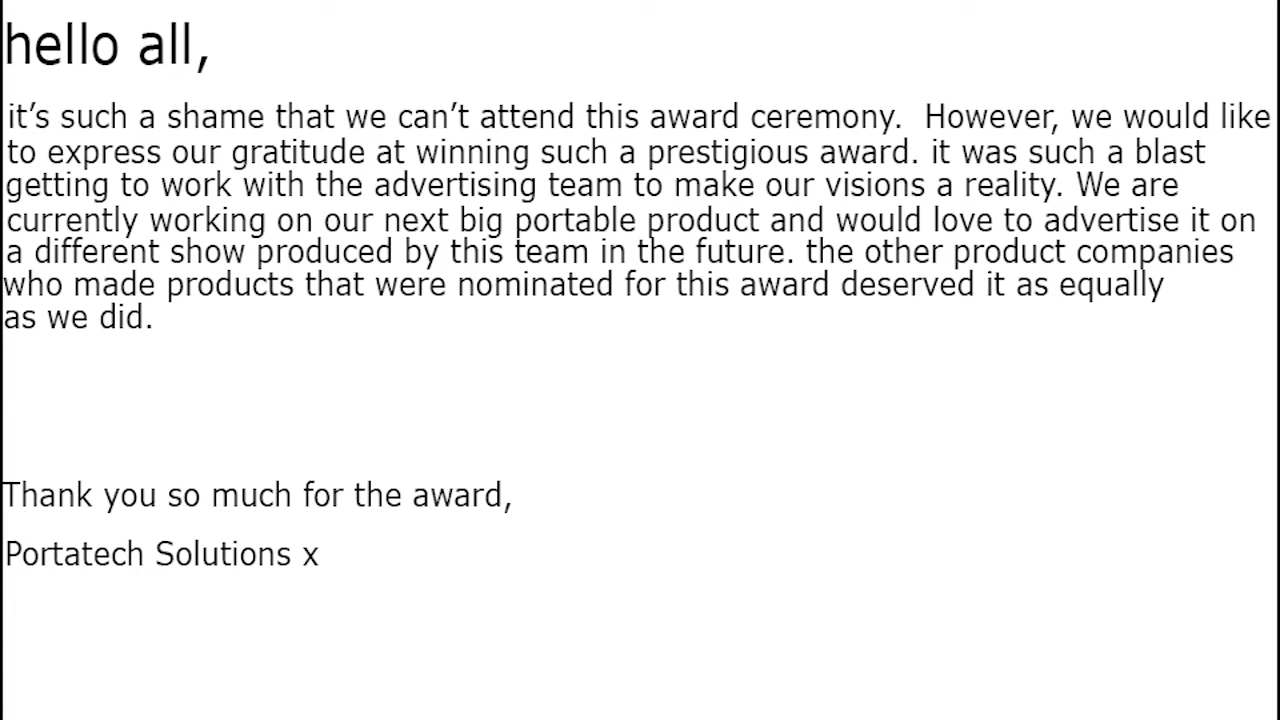 hello all,
it’s such a shame that we can’t attend this award ceremony.  However, we would like
to express our gratitude at winning such a prestigious award. it was such a blast
getting to work with the advertising team to make our visions a reality. We are
currently working on our next big portable product and would love to advertise it on
a different show produced by this team in the future. the other product companies
who made products that were nominated for this award deserved it as equally
as we did.
Thank you so much for the award,
Portatech Solutions x